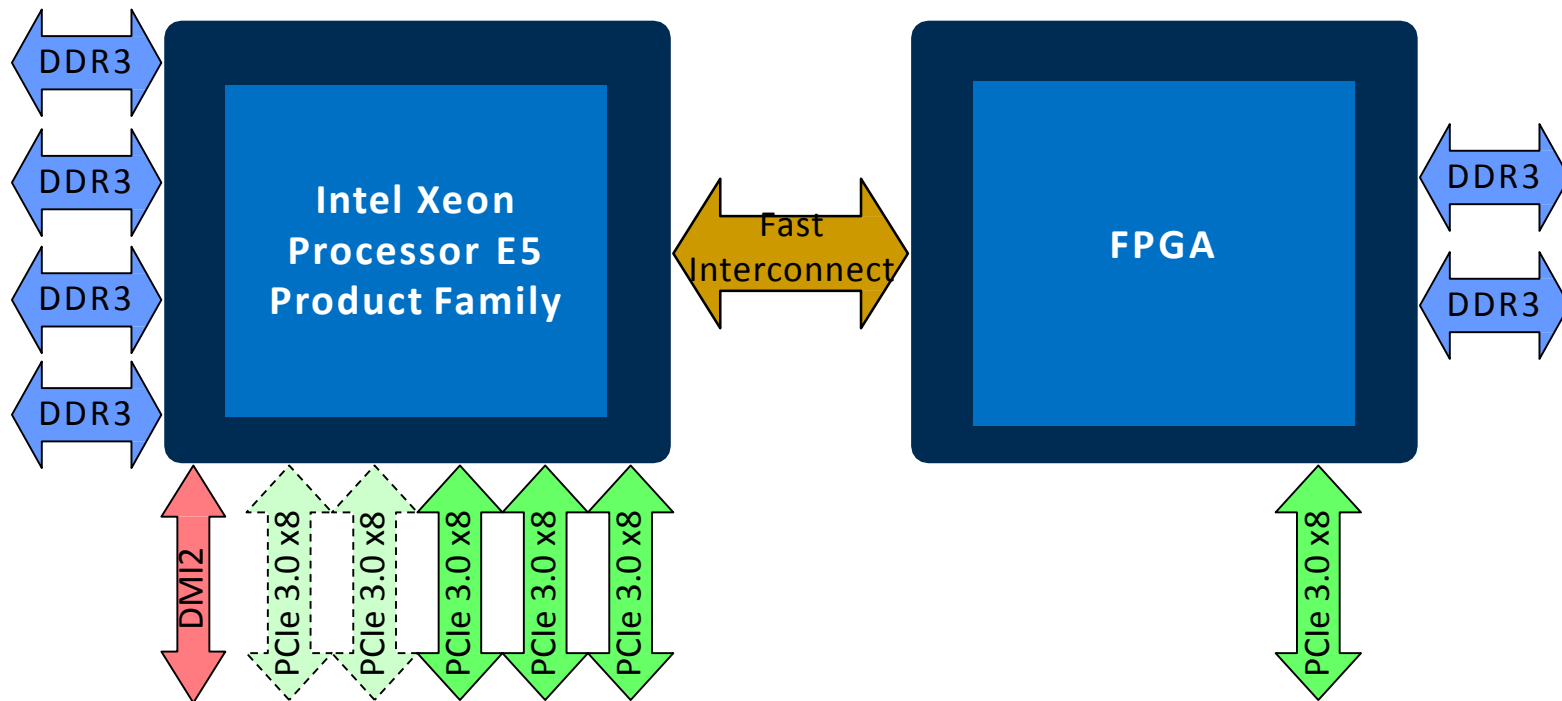 DDR3
DDR3
DDR3
DDR3
Intel Xeon
Processor E5
Product Family
Fast
Interconnect
FPGA
DDR3
DDR3
DMI2
PCIe 3.0 x8
PCIe 3.0 x8
PCIe 3.0 x8
PCIe 3.0 x8
PCIe 3.0 x8
PCIe 3.0 x8